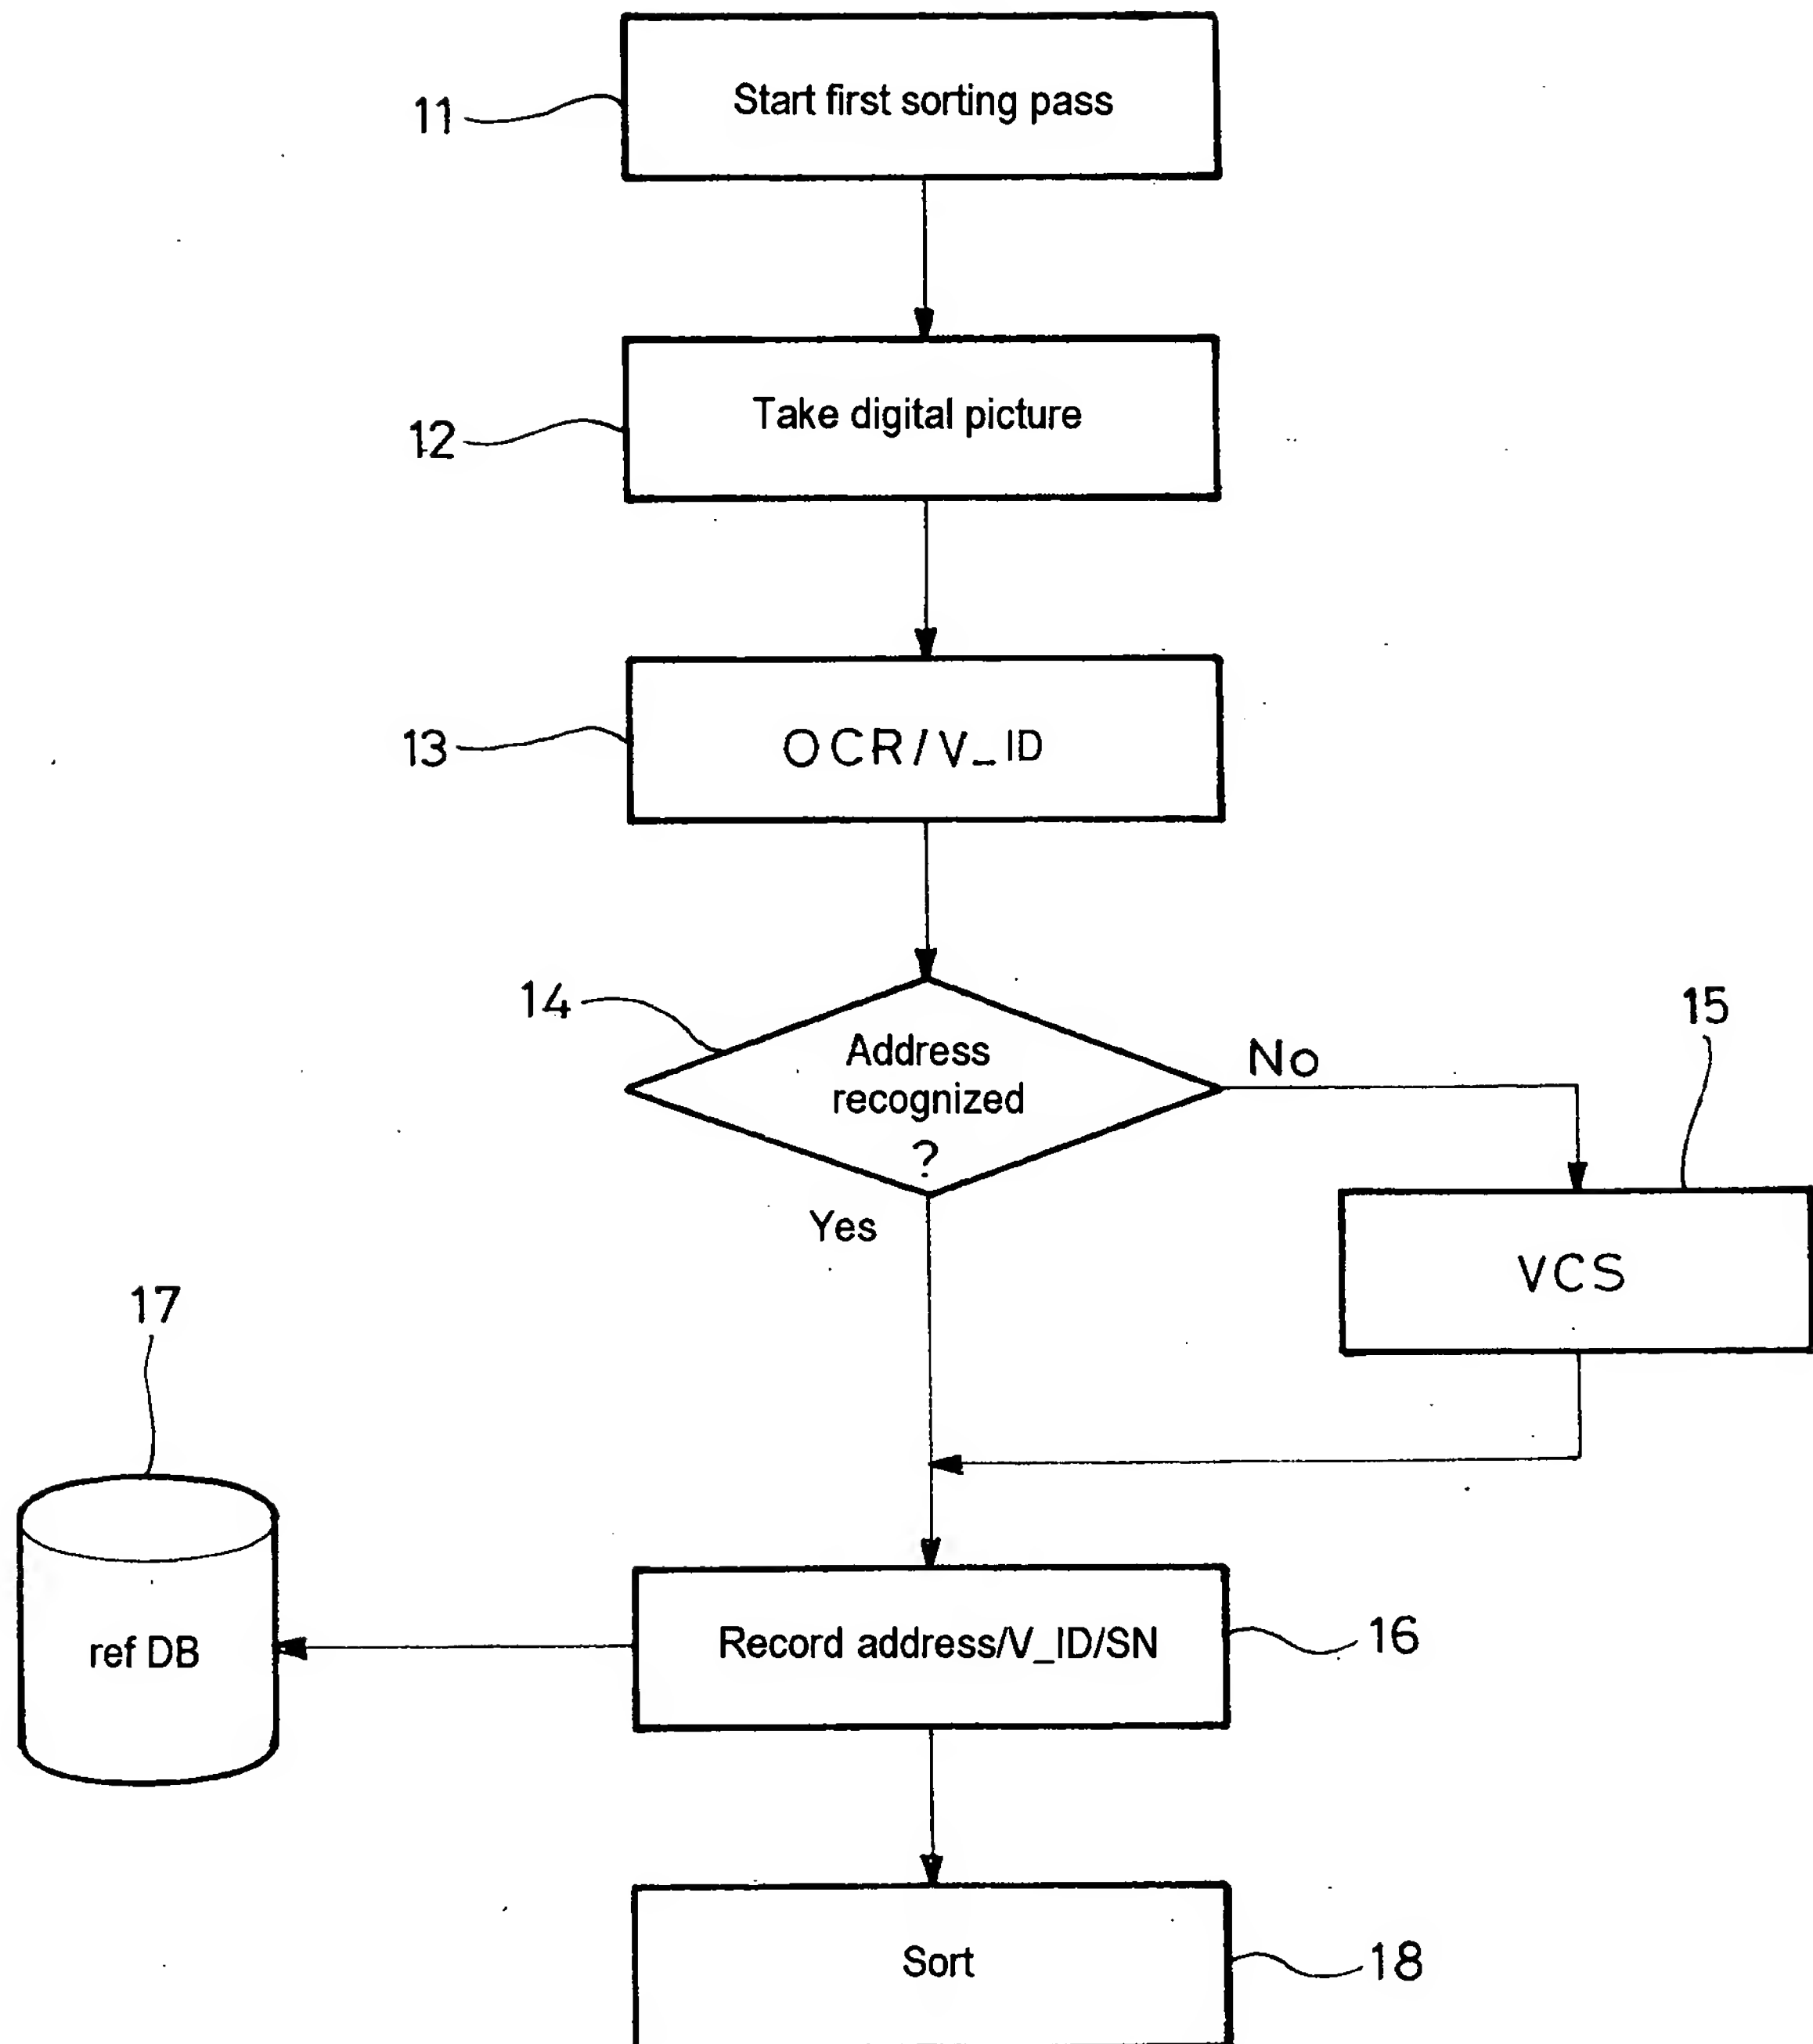 11
Start first sorting pass
12
Take digital picture
13
OCR/V_ID
14
Address
recognized
?
No
15
Yes
VCS
17
ref DB
Record address/V_ID/SN
16
Sort
18